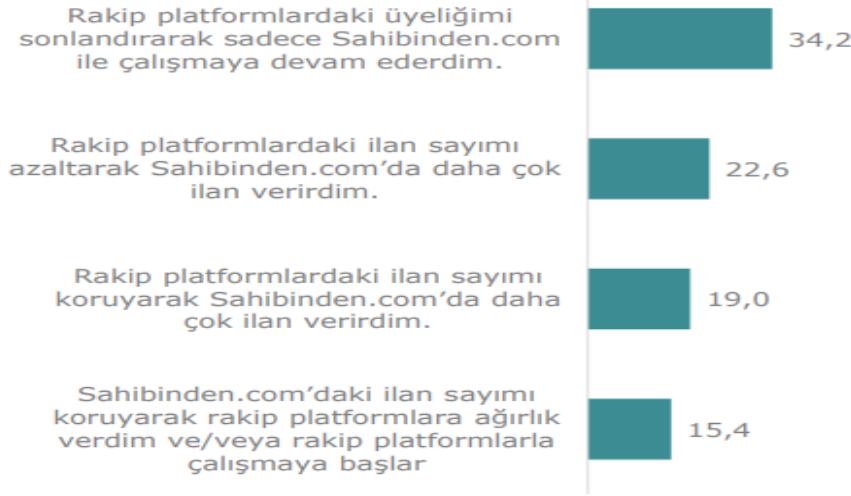 Rakip platformlardaki üyeliğimi
sonlandırarak sadece Sahibinden.com
ile çalışmaya devam ederdim.
34,2
Rakip platformlardaki ilan sayımı
azaltarak Sahibinden.com’da daha çok
ilan verirdim.
22,6
Rakip platformlardaki ilan sayımı
koruyarak Sahibinden.com’da daha
çok ilan verirdim.
19,0
Sahibinden.com’daki ilan sayımı
koruyarak rakip platformlara ağırlık
verdim ve/veya rakip platformlarla
çalışmaya başlar
15,4